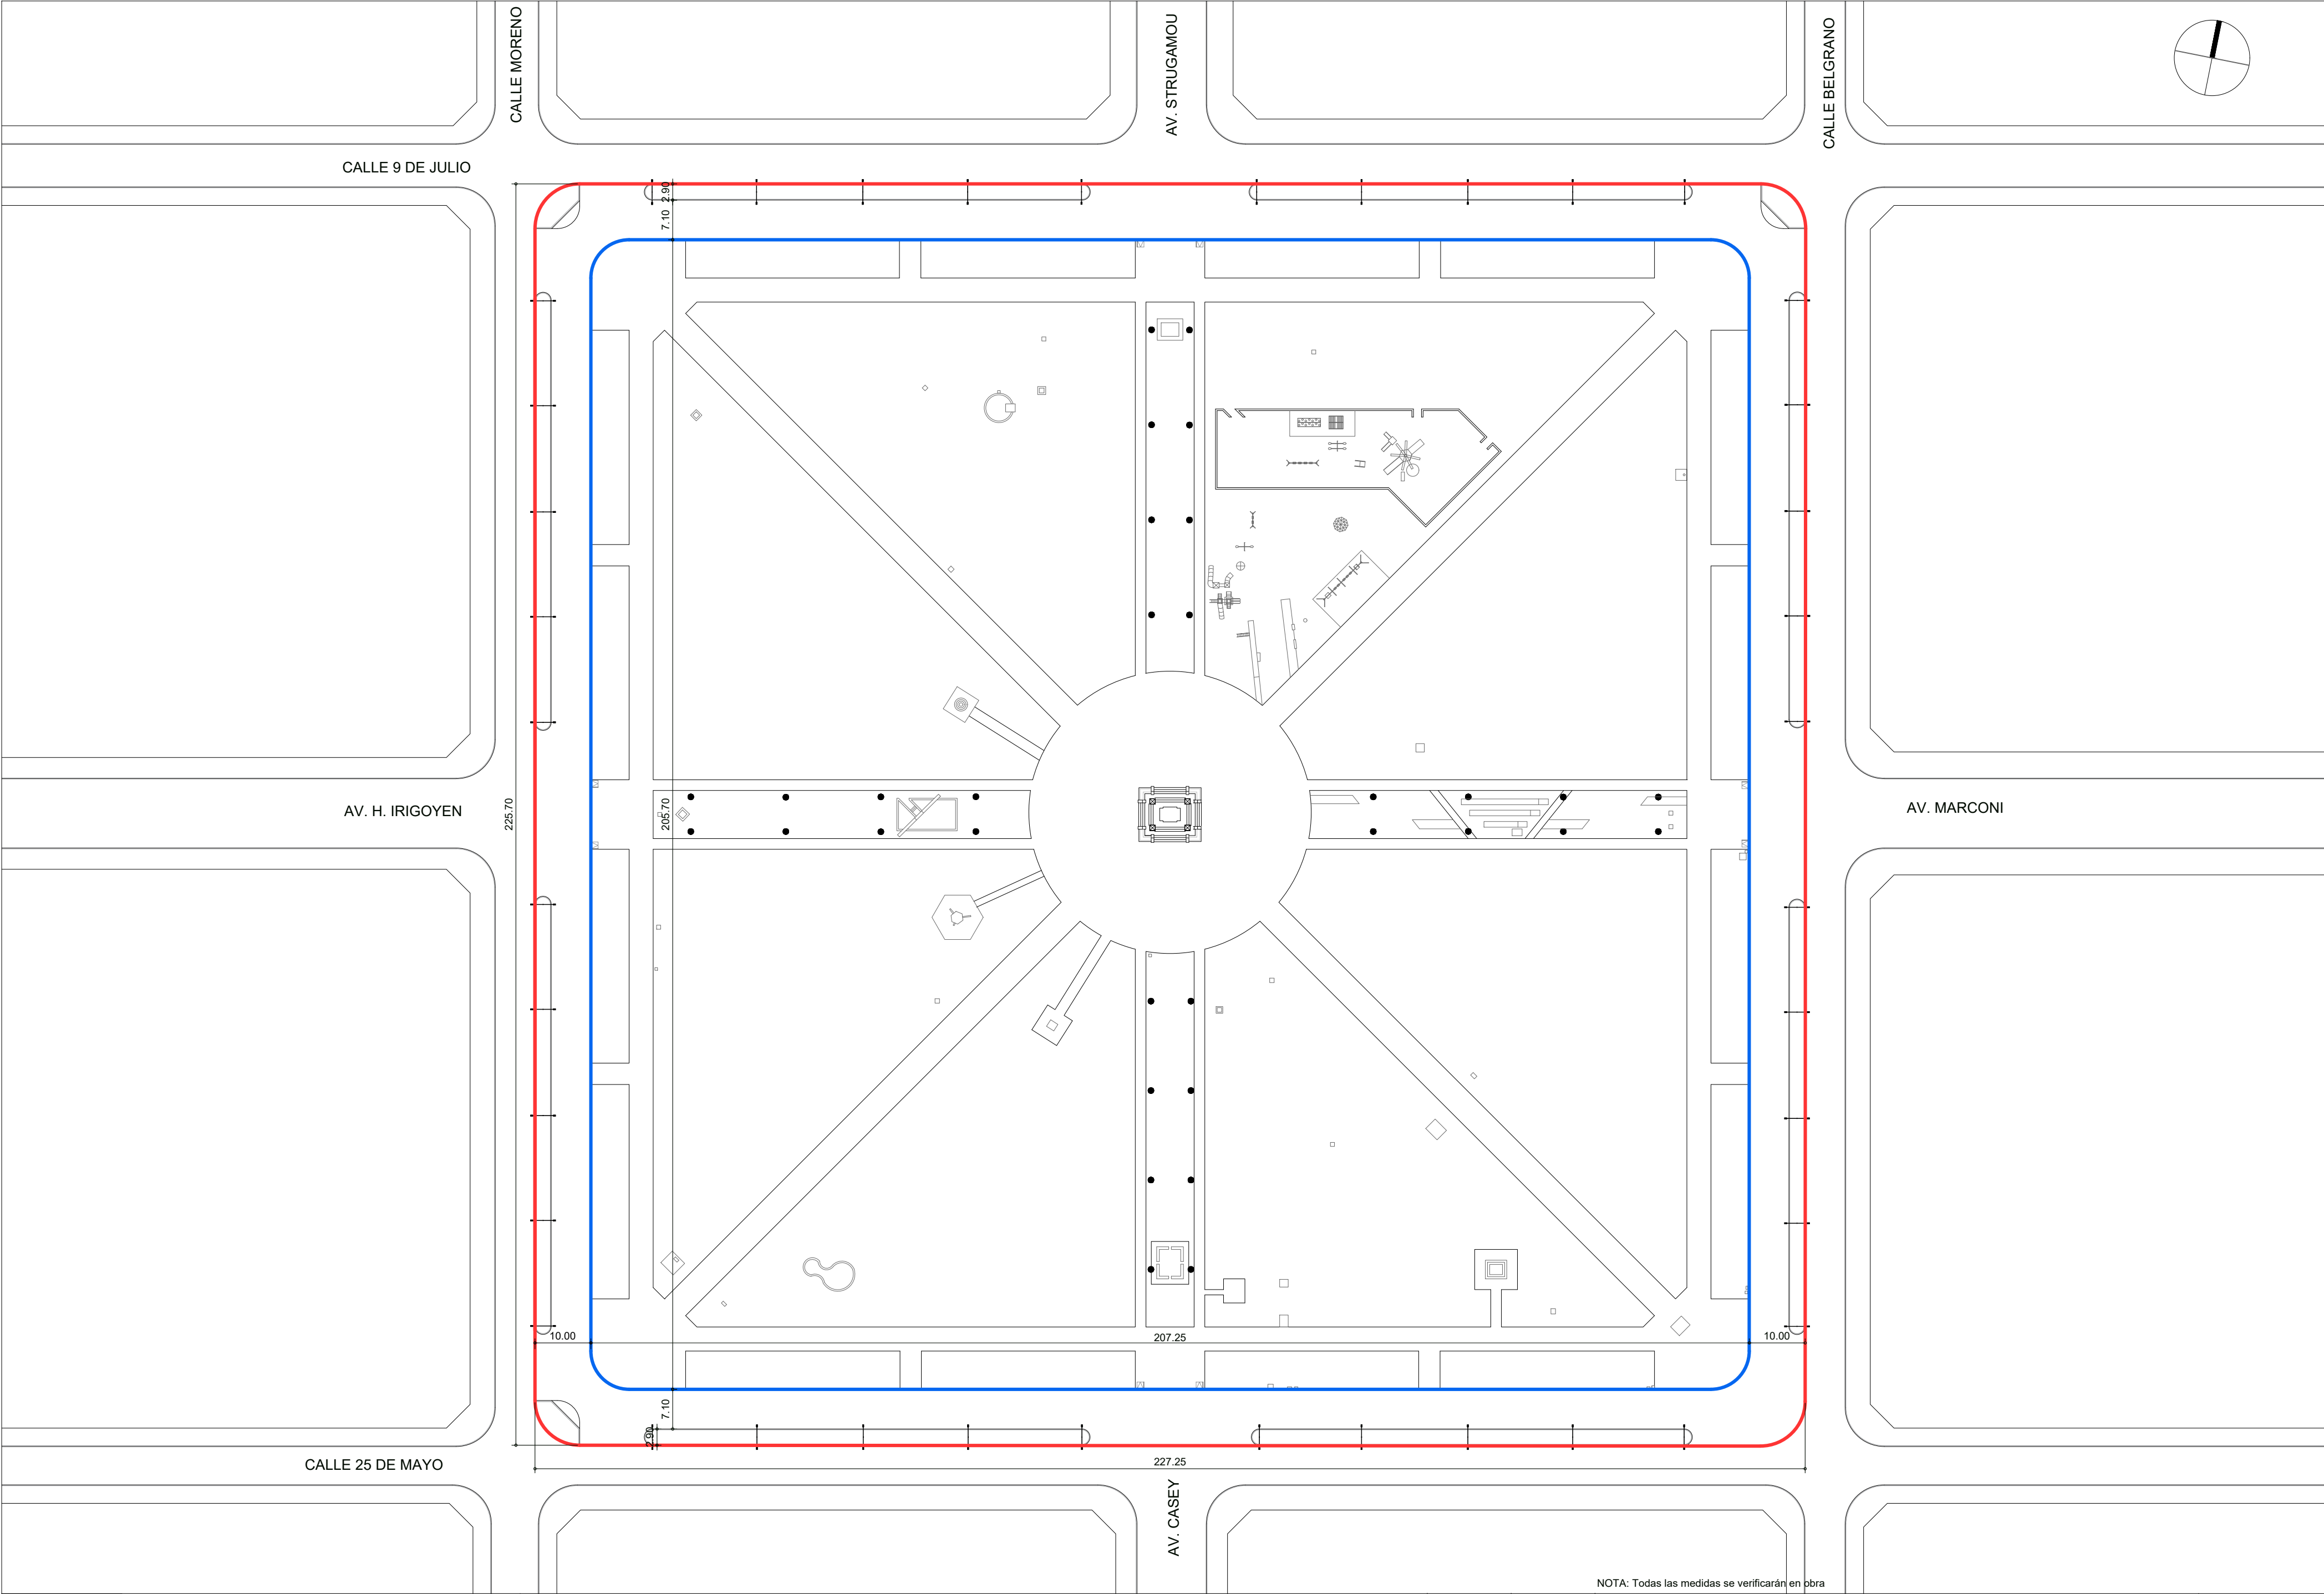 CALLE MORENO
AV. STRUGAMOU
CALLE BELGRANO
CALLE 9 DE JULIO
2.90
7.10
225.70
205.70
AV. H. IRIGOYEN
AV. MARCONI
10.00
207.25
10.00
7.10
2.90
CALLE 25 DE MAYO
227.25
AV. CASEY
NOTA: Todas las medidas se verificarán en obra